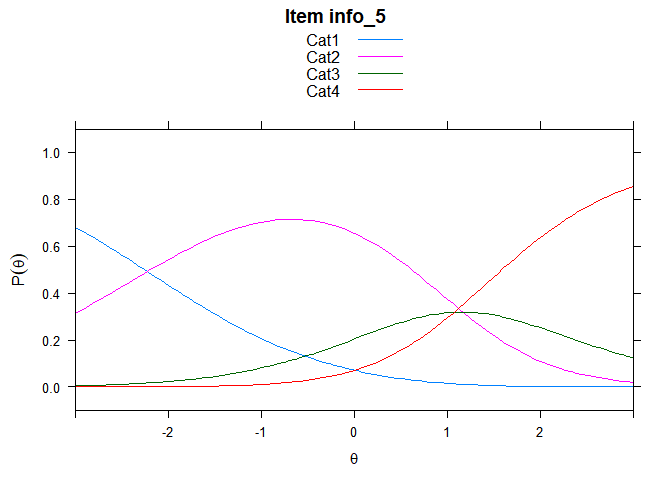 Item info_5
Cat1
Cat2
Cat3
Cat4
1.0
0.8
0.6
0.4
0.2
0.0
P(θ)
-2 -1 0 1 2
θ